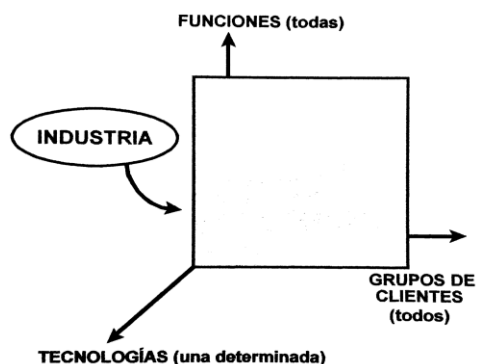 FUNCIONES (todas)
INDUSTRIA
GRUPOS DE
CLIENTES
(todos)
TECNOLOGÍAS (una determinada)